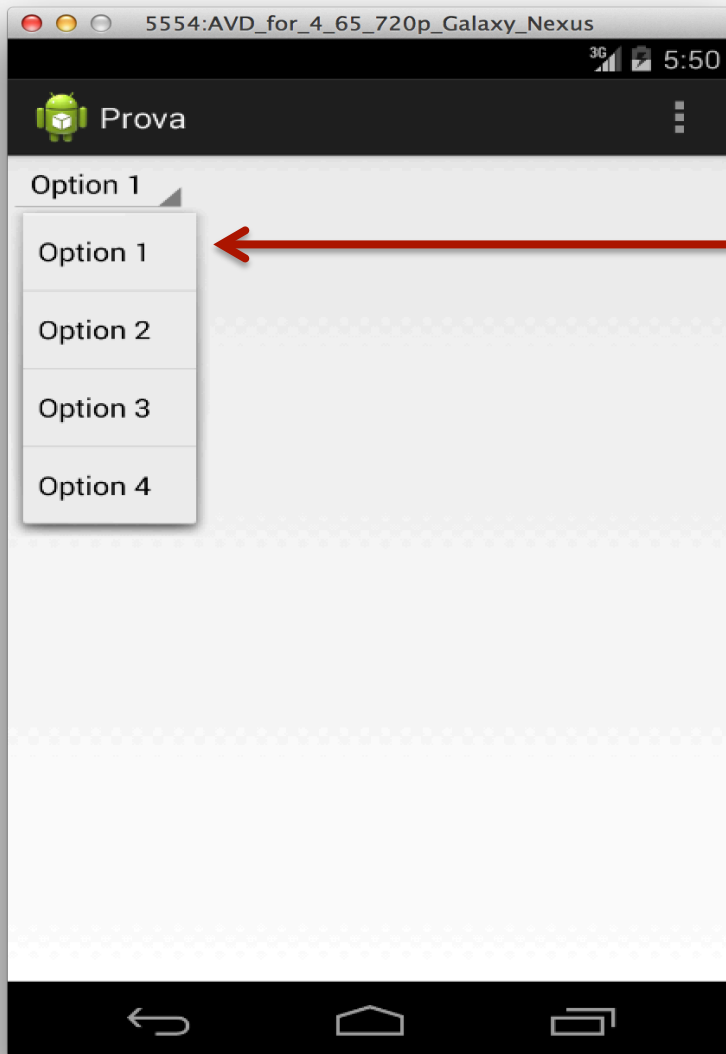 5554:AVD_for_4_65_720p_Galaxy_Nexus
3G 5:50
Prova
Option 1
Option 1
Option 2
Option 3
Option 4